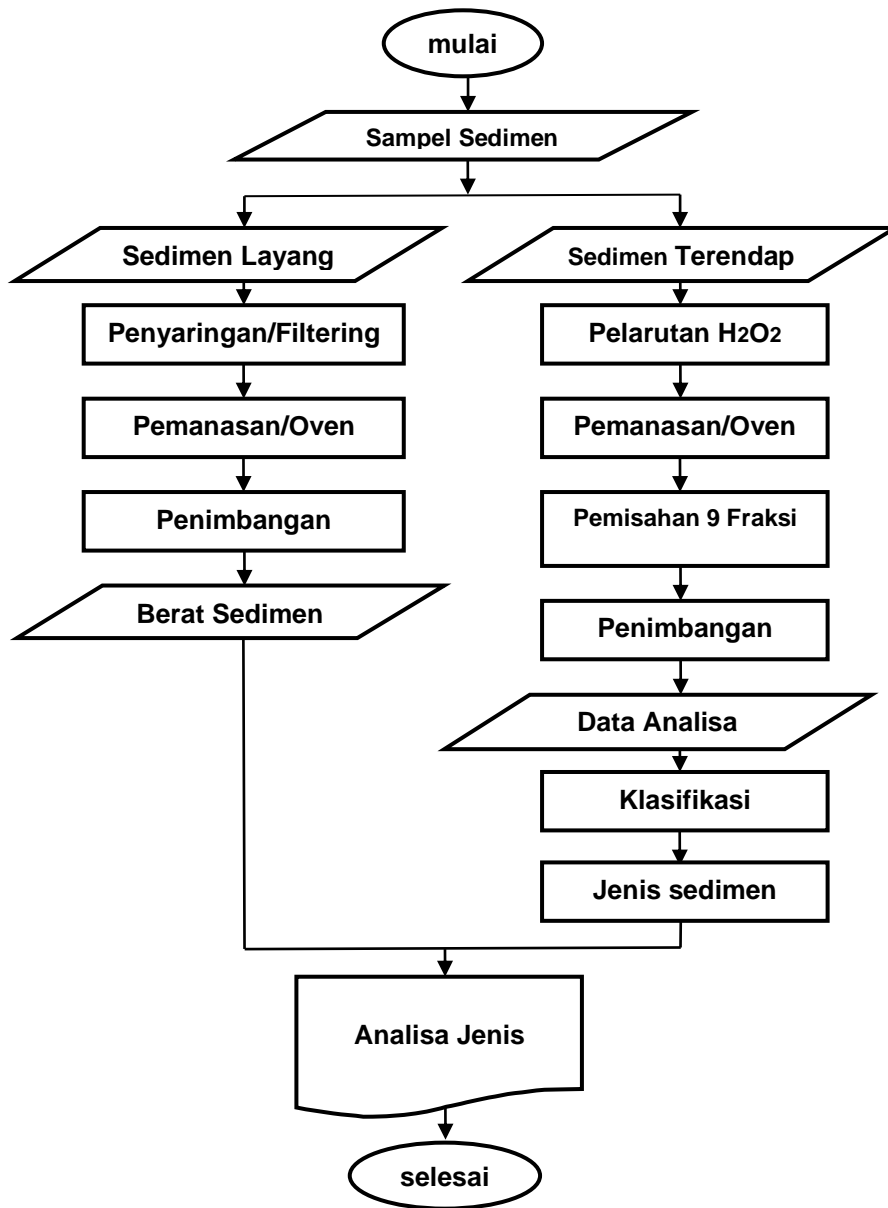 mulai
Sampel Sedimen
Sedimen Layang
Penyaringan/Filtering
Pemanasan/Oven
Penimbangan
Berat Sedimen
Sedimen Terendap
Pelarutan H2O2
Pemanasan/Oven
Pemisahan 9 Fraksi
Penimbangan
Data Analisa
Klasifikasi
Jenis sedimen
Analisa Jenis
selesai